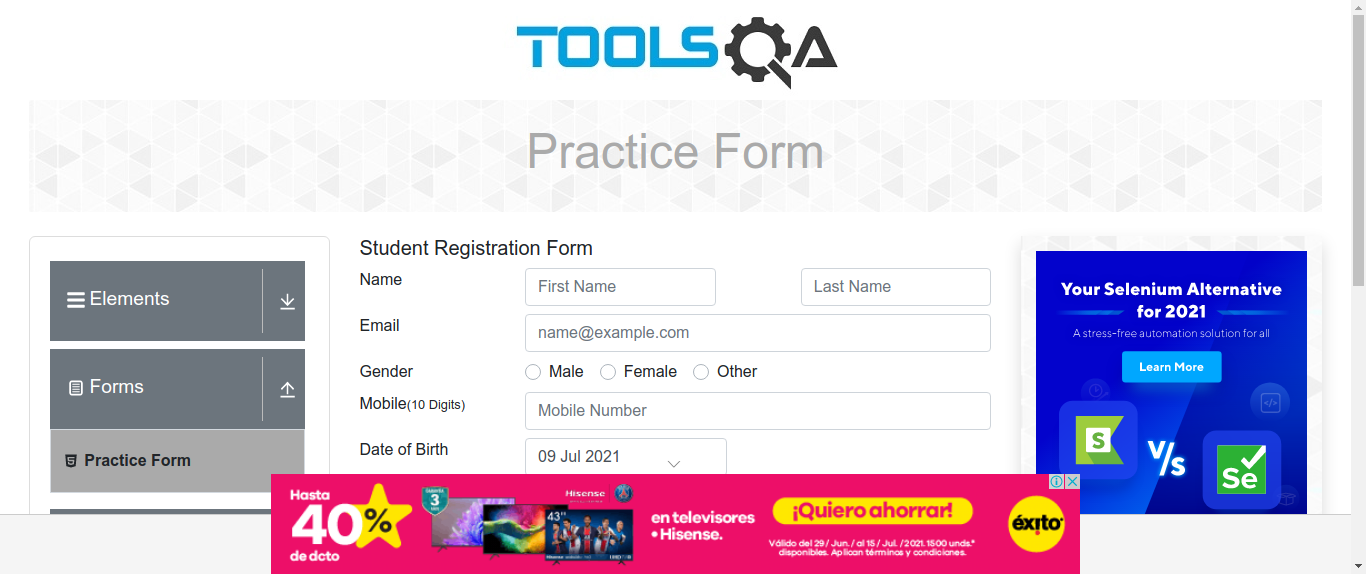 TOOLSQA
Practice Form
Elements
Forms
Practice Form
Student Registration Form
Name
First Name
Last Name
Email
name@example.com
Gender
Male
Female
Other
Mobile(10 Digits)
Mobile Number
Date of Birth
09 Jul 2021
Your Selenium Alternative
for 2021
A stress-free automation solution for all
Learn More
S
V/s
Se
Hasta
40%
de dcto
3
Hisense
43"
en televisores
•Hisense.
¡Quiero ahorrar!
Válido del 29 / Jun. / al 15 / Jul. /2021. 1500 unds.*
disponibles. Aplican términos y condiciones.
éxito